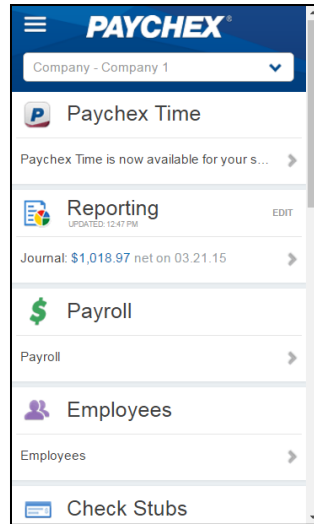 PAYCHEX®
Company - Company 1
P
Paychex Time
Paychex Time is now available for your s...
Reporting
EDIT
UPDATED: 12:47 PM
Journal: $1,018.97 net on 03.21.15
$
Payroll
Payroll
Employees
Employees
Check Stubs